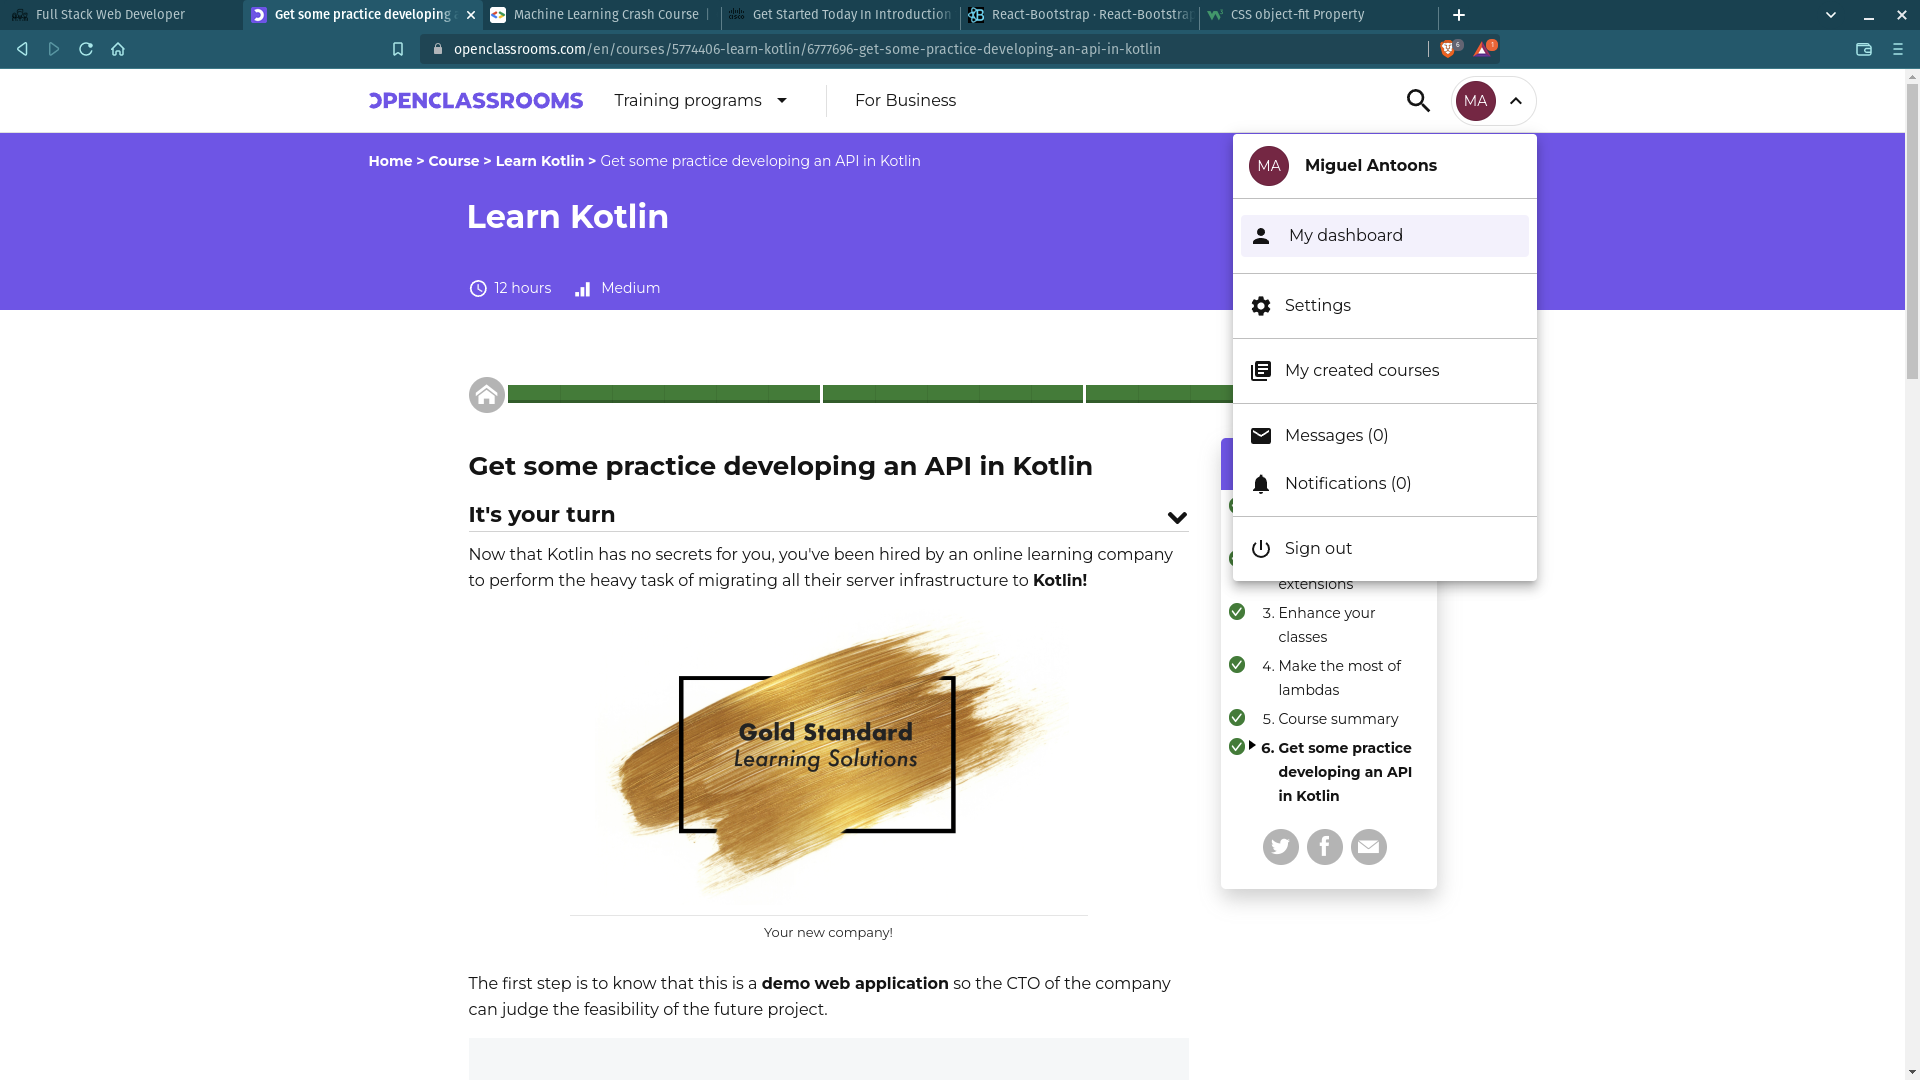 Full Stack Web Developer
Get some practice developing
Machine Learning Crash Course
Get Started Today In Introduction
React-Bootstrap · React-Bootstrap
CSS object-fit Property
openclassrooms.com/en/courses/5774406-learn-kotlin/6777696-get-some-practice-developing-an-api-in-kotlin
6
1
OPENCLASSROOMS
Training programs
For Business
MA
Home > Course > Learn Kotlin > Get some practice developing an API in Kotlin
Learn Kotlin
12 hours
Medium
MA
Miguel Antoons
My dashboard
Settings
My created courses
Messages (0)
Notifications (0)
Sign out
Get some practice developing an API in Kotlin
It's your turn
Now that Kotlin has no secrets for you, you've been hired by an online learning company
to perform the heavy task of migrating all their server infrastructure to Kotlin!
Gold Standard
Learning Solutions
Your new company!
The first step is to know that this is a demo web application so the CTO of the company
can judge the feasibility of the future project.
extensions
3. Enhance your
classes
4. Make the most of
lambdas
5. Course summary
6. Get some practice
developing an API
in Kotlin